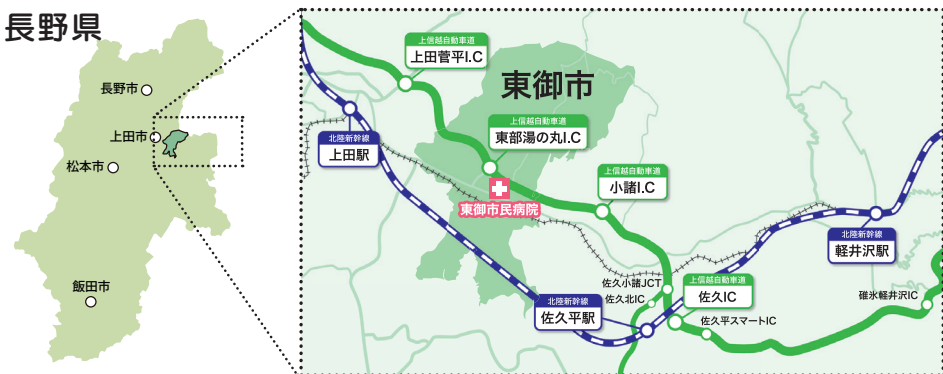 長野県
長野市
上田市
松本市
飯田市
上信越自動車道
上田菅平I.C
東御市
上信越自動車道
東部湯の丸I.C
北陸新幹線
上田駅
東御市民病院
上信越自動車道
小諸I.C
北陸新幹線
軽井沢駅
佐久小諸JCT
佐久北IC
上信越自動車道
佐久IC
北陸新幹線
佐久平駅
佐久平スマートIC
碓氷軽井沢IC